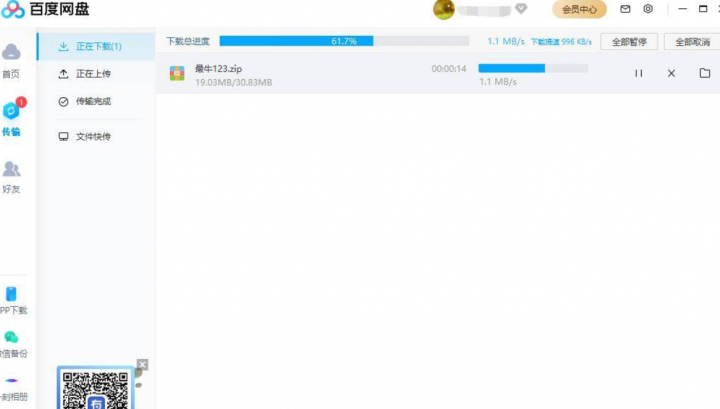 百度网盘
会员中心
首页
1
传输
好友
PP下载
信备份
刻相册
正在下载(1)
正在上传
传输完成
文件快传
有
下载总进度
61.7%
1.1 MB/s
下载提速 996 KB/s
全部暂停
全部取消
最牛123.zip
19.03MB/30.83MB
00:00:14
1.1 MB/s